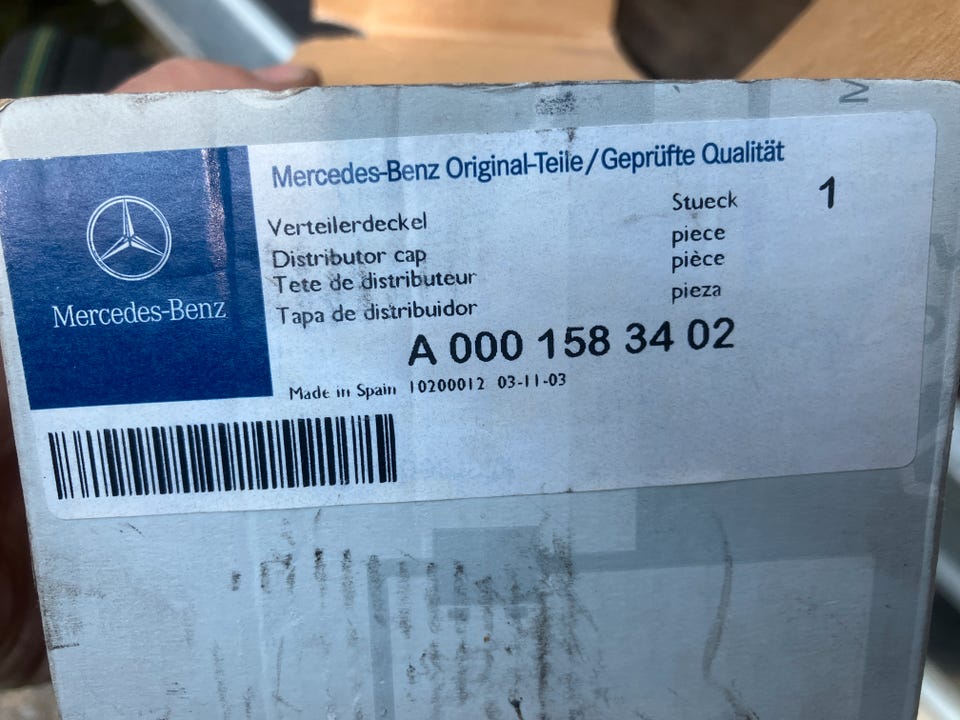 M
Mercedes-Benz Original-Teile/Geprüfte Qualität
Verteilerdeckel Stueck 1
Distributor cap piece
Tete de distributeur pièce
Tapa de distribuidor pieza
A 000 158 34 02
Made in Spain 10200012 03-11-03
Mercedes-Benz